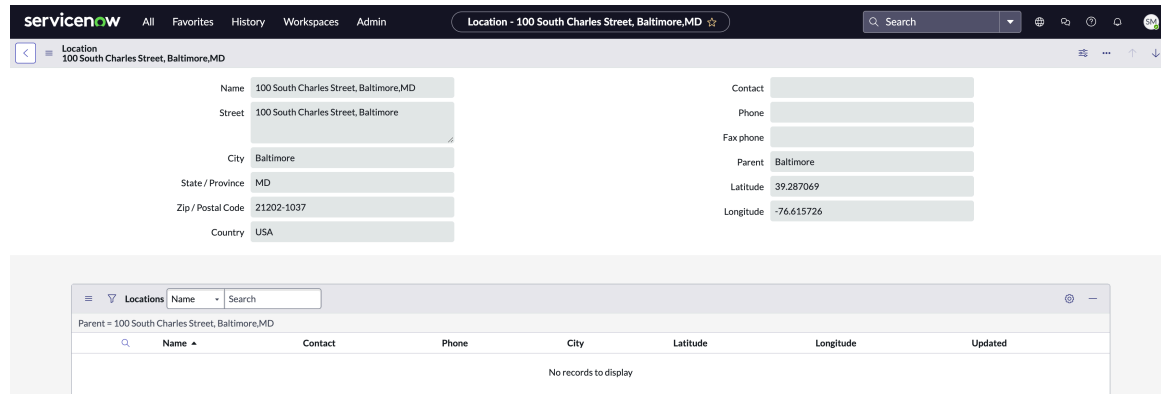 servicenow All Favorites History Workspaces Admin Location - 100 South Charles Street, Baltimore,MD Search SM
Location
100 South Charles Street, Baltimore,MD
Name 100 South Charles Street, Baltimore,MD
Street 100 South Charles Street, Baltimore
City Baltimore
State / Province MD
Zip / Postal Code 21202-1037
Country USA
Contact
Phone
Fax phone
Parent Baltimore
Latitude 39.287069
Longitude -76.615726
Locations Name Search
Parent = 100 South Charles Street, Baltimore,MD
Name Contact Phone City Latitude Longitude Updated
No records to display